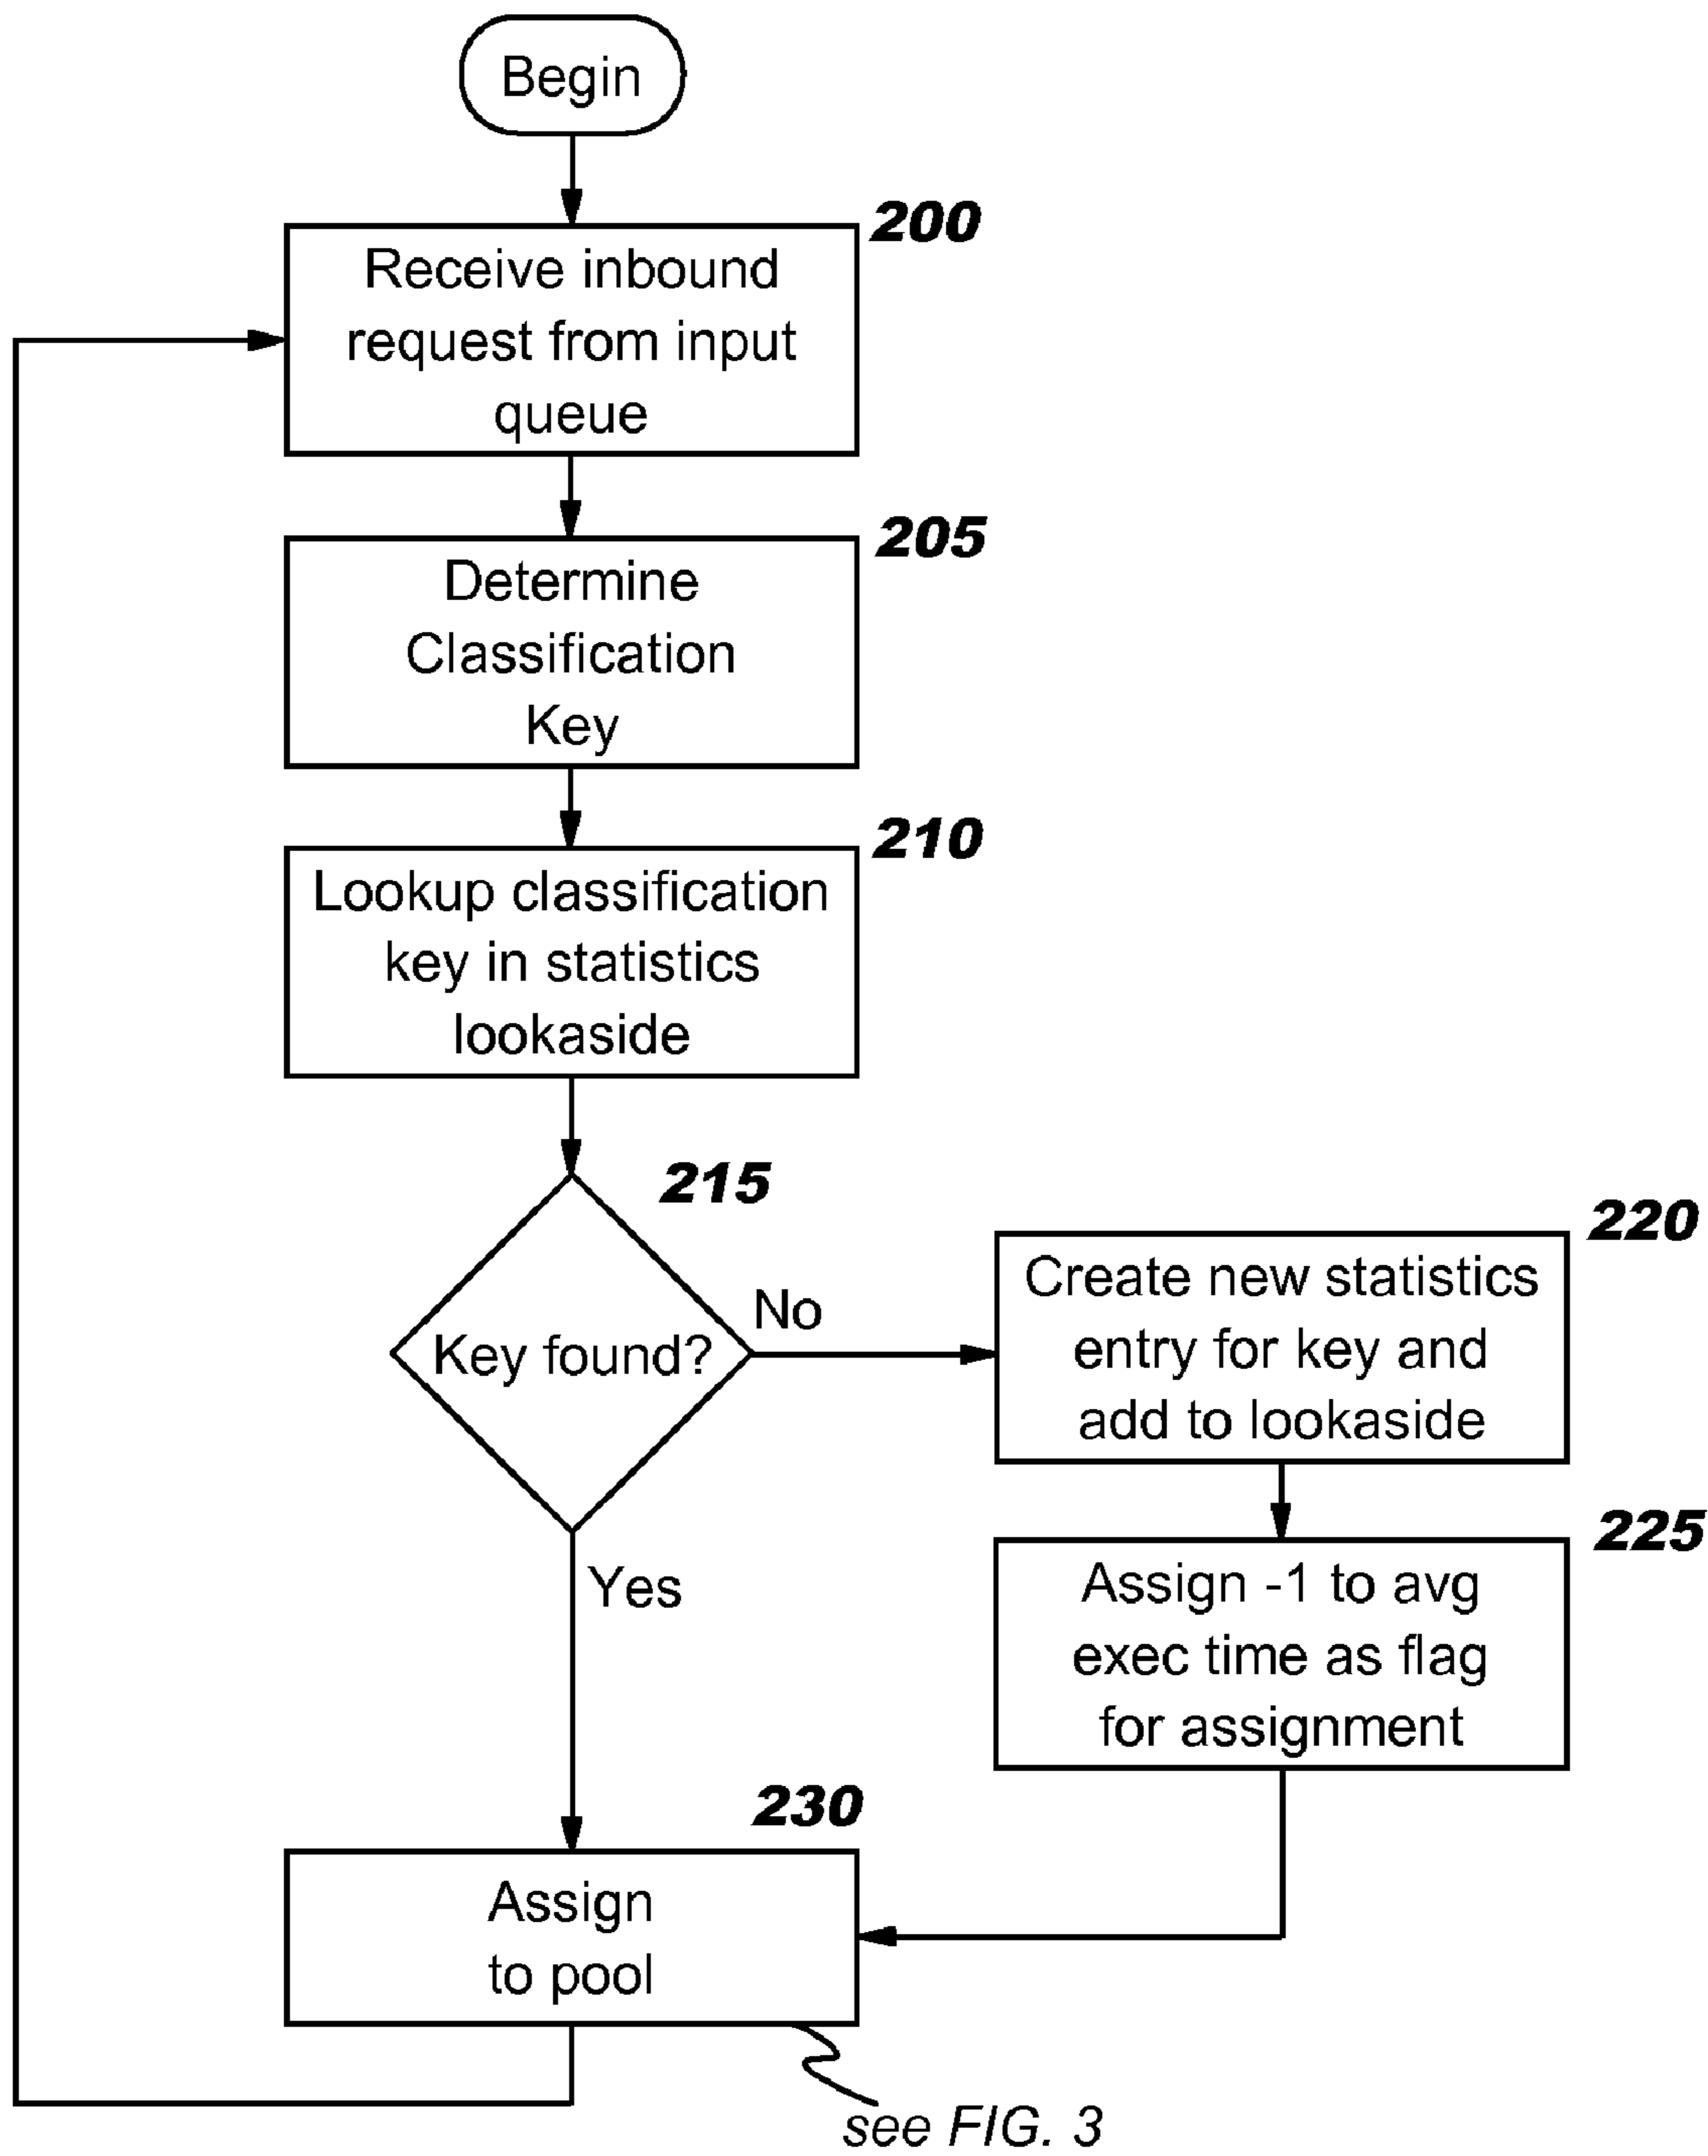 Begin
200
Receive inbound
request from input
queue
205
Determine
Classification
Key
210
Lookup classification
key in statistics
lookaside
215
Key found?
No
Yes
220
Create new statistics
entry for key and
add to lookaside
225
Assign -1 to avg
exec time as flag
for assignment
230
Assign
to pool
see FIG. 3